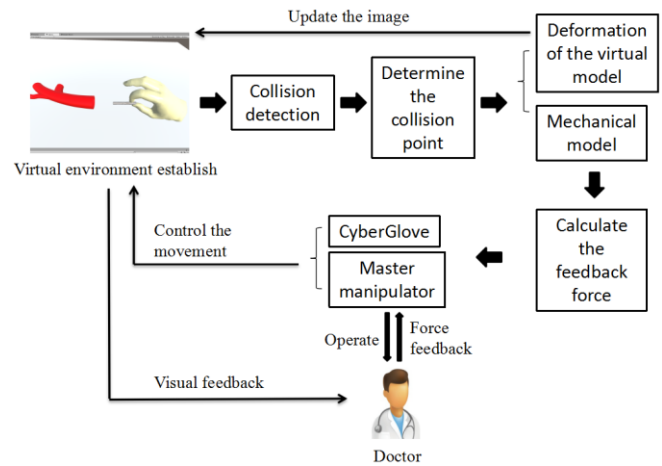 Update the image
Deformation
of the virtual
model
Collision
detection
Determine
the
collision
point
Mechanical
model
Virtual environment establish
Control the
movement
CyberGlove
Master
manipulator
Calculate
the
feedback
force
Operate
Force
feedback
Visual feedback
Doctor